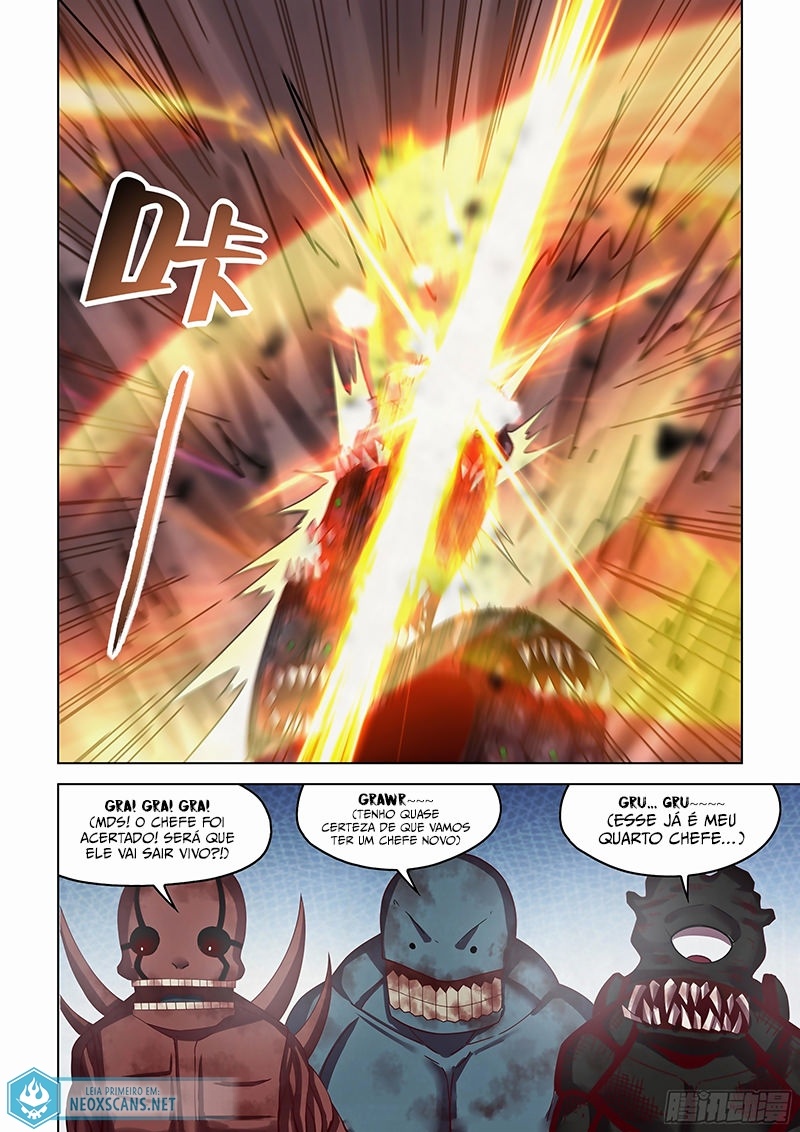 咔
GRA! GRA! GRA!
(MDS! O CHEFE FOI
ACERTADO! SERÁ QUE
ELE VAI SAIR VIVO?!)
GRAWR~~~
(TENHO QUASE
CERTEZA DE QUE VAMOS
TER UM CHEFE NOVO)
GRU... GRU~~~~
(ESSE JÁ É MEU
QUARTO CHEFE...)
LEIA PRIMEIRO EM:
NEOXSCANS.NET
腾讯动漫